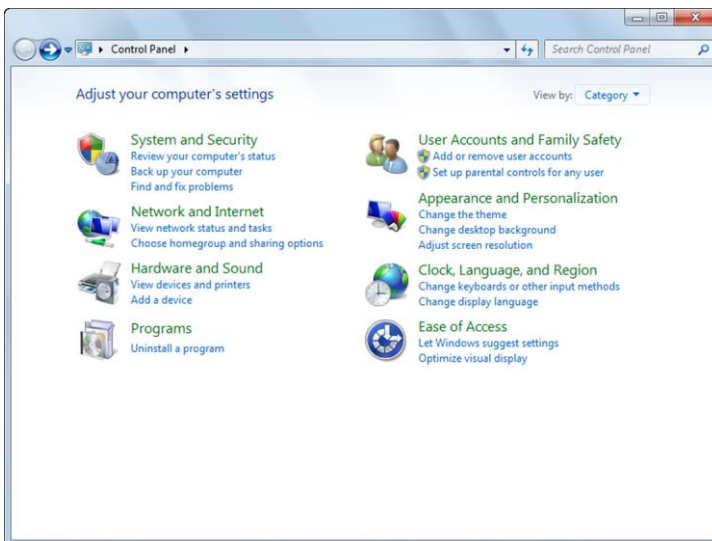 Control Panel
Search Control Panel
Adjust your computer's settings
View by: Category
System and Security
Review your computer's status
Back up your computer
Find and fix problems
Network and Internet
View network status and tasks
Choose homegroup and sharing options
Hardware and Sound
View devices and printers
Add a device
Programs
Uninstall a program
User Accounts and Family Safety
Add or remove user accounts
Set up parental controls for any user
Appearance and Personalization
Change the theme
Change desktop background
Adjust screen resolution
Clock, Language, and Region
Change keyboards or other input methods
Change display language
Ease of Access
Let Windows suggest settings
Optimize visual display